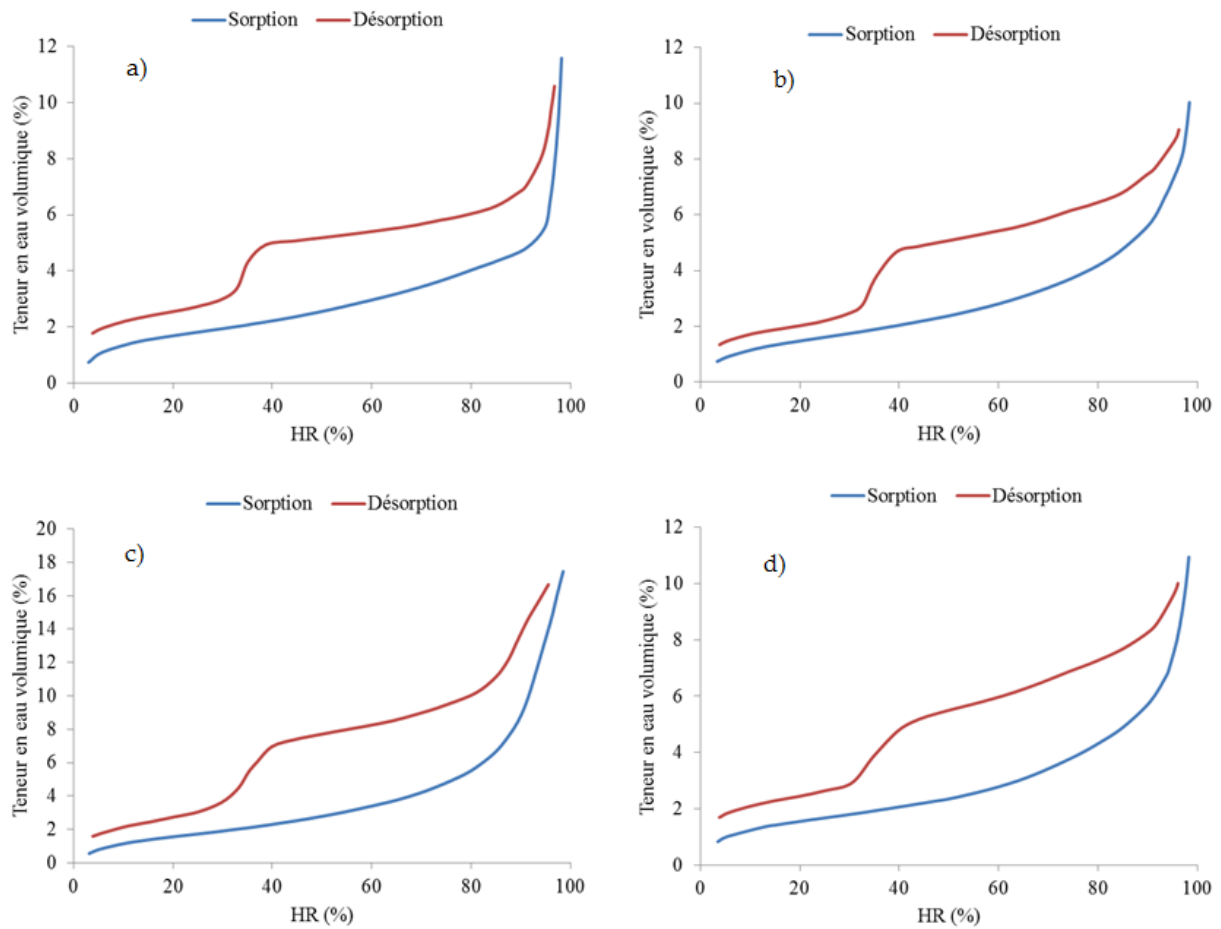 Sorption Désorption
a)
Teneur en eau volumique (%)
12
10
8
6
4
2
0
0 20 40 60 80 100
HR (%)
Sorption Désorption
b)
Teneur en volumique (%)
12
10
8
6
4
2
0
0 20 40 60 80 100
HR (%)
Sorption Désorption
c)
Teneur en eau volumique (%)
20
18
16
14
12
10
8
6
4
2
0
0 20 40 60 80 100
HR (%)
Sorption Désorption
d)
Teneur en eau volumique (%)
12
10
8
6
4
2
0
0 20 40 60 80 100
HR (%)